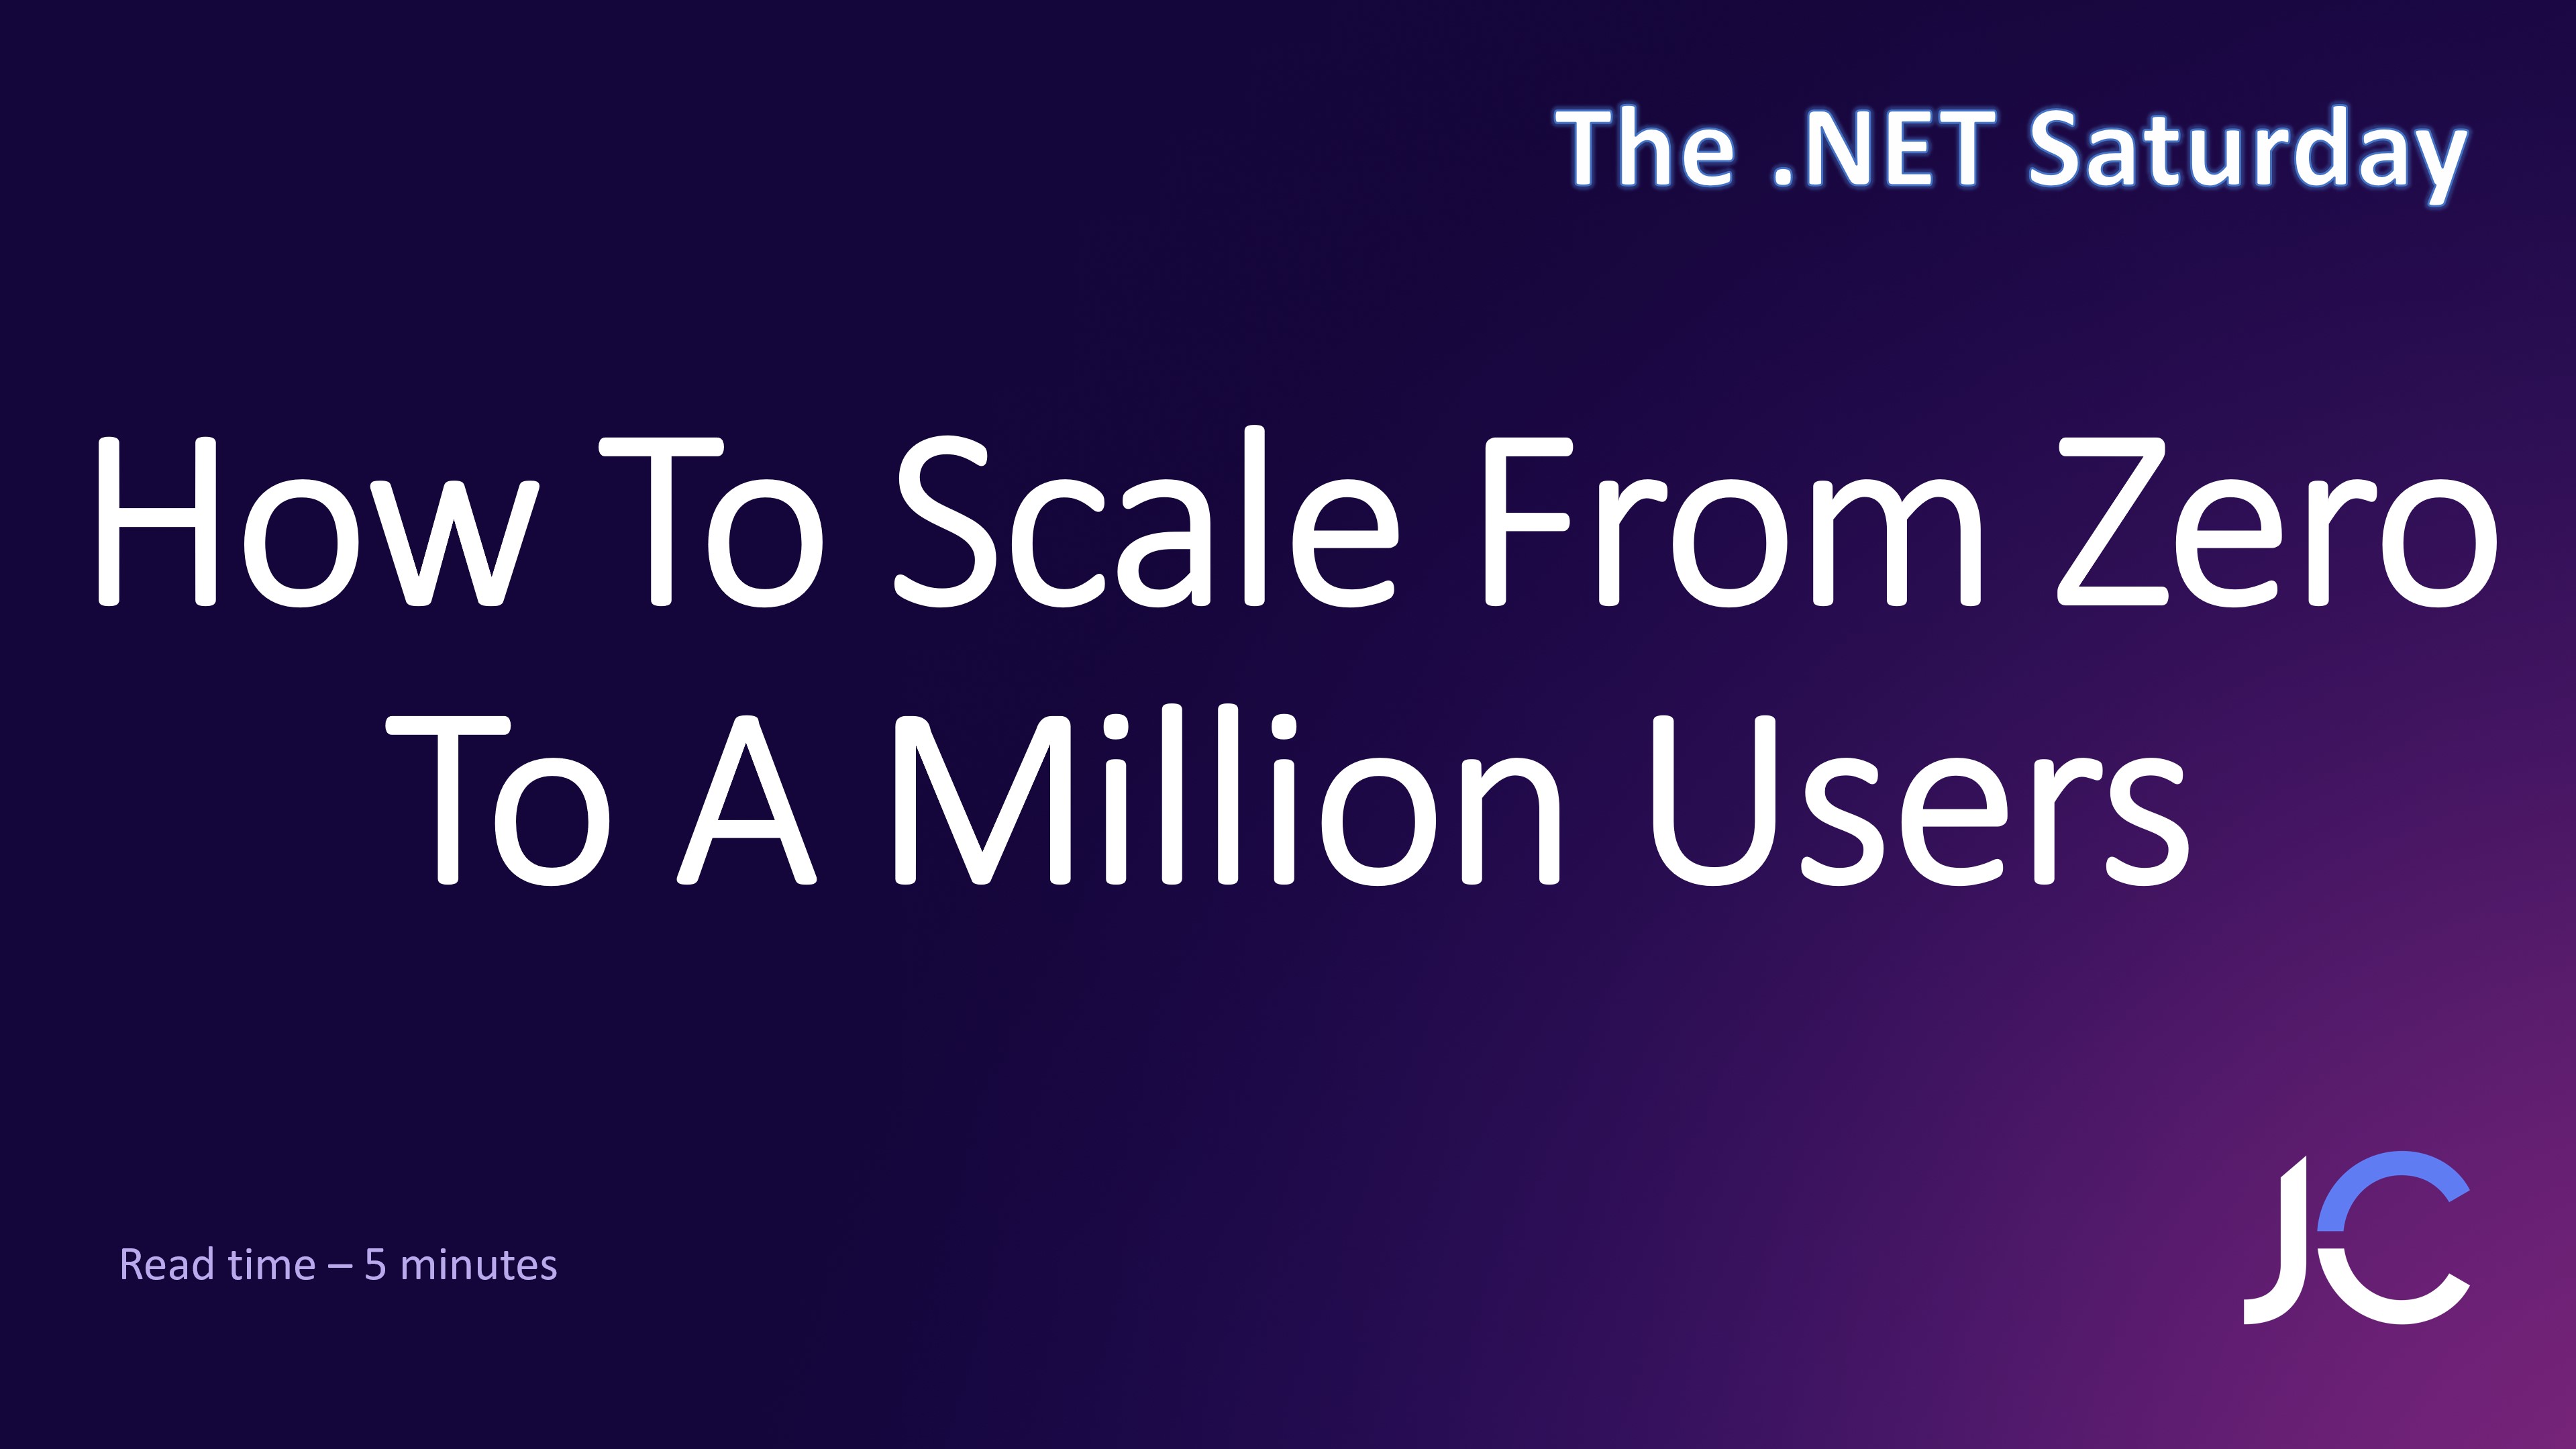 The .NET Saturday
How To Scale From Zero
To A Million Users
Read time – 5 minutes
JC